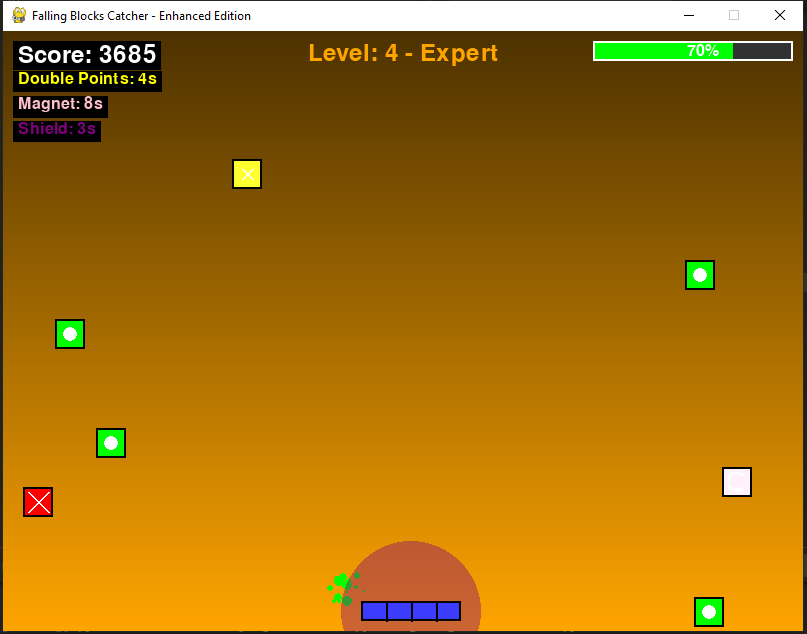 Falling Blocks Catcher - Enhanced Edition
Score: 3685
Level: 4 - Expert
70%
Double Points: 4s
Magnet: 8s
Shield: 3s